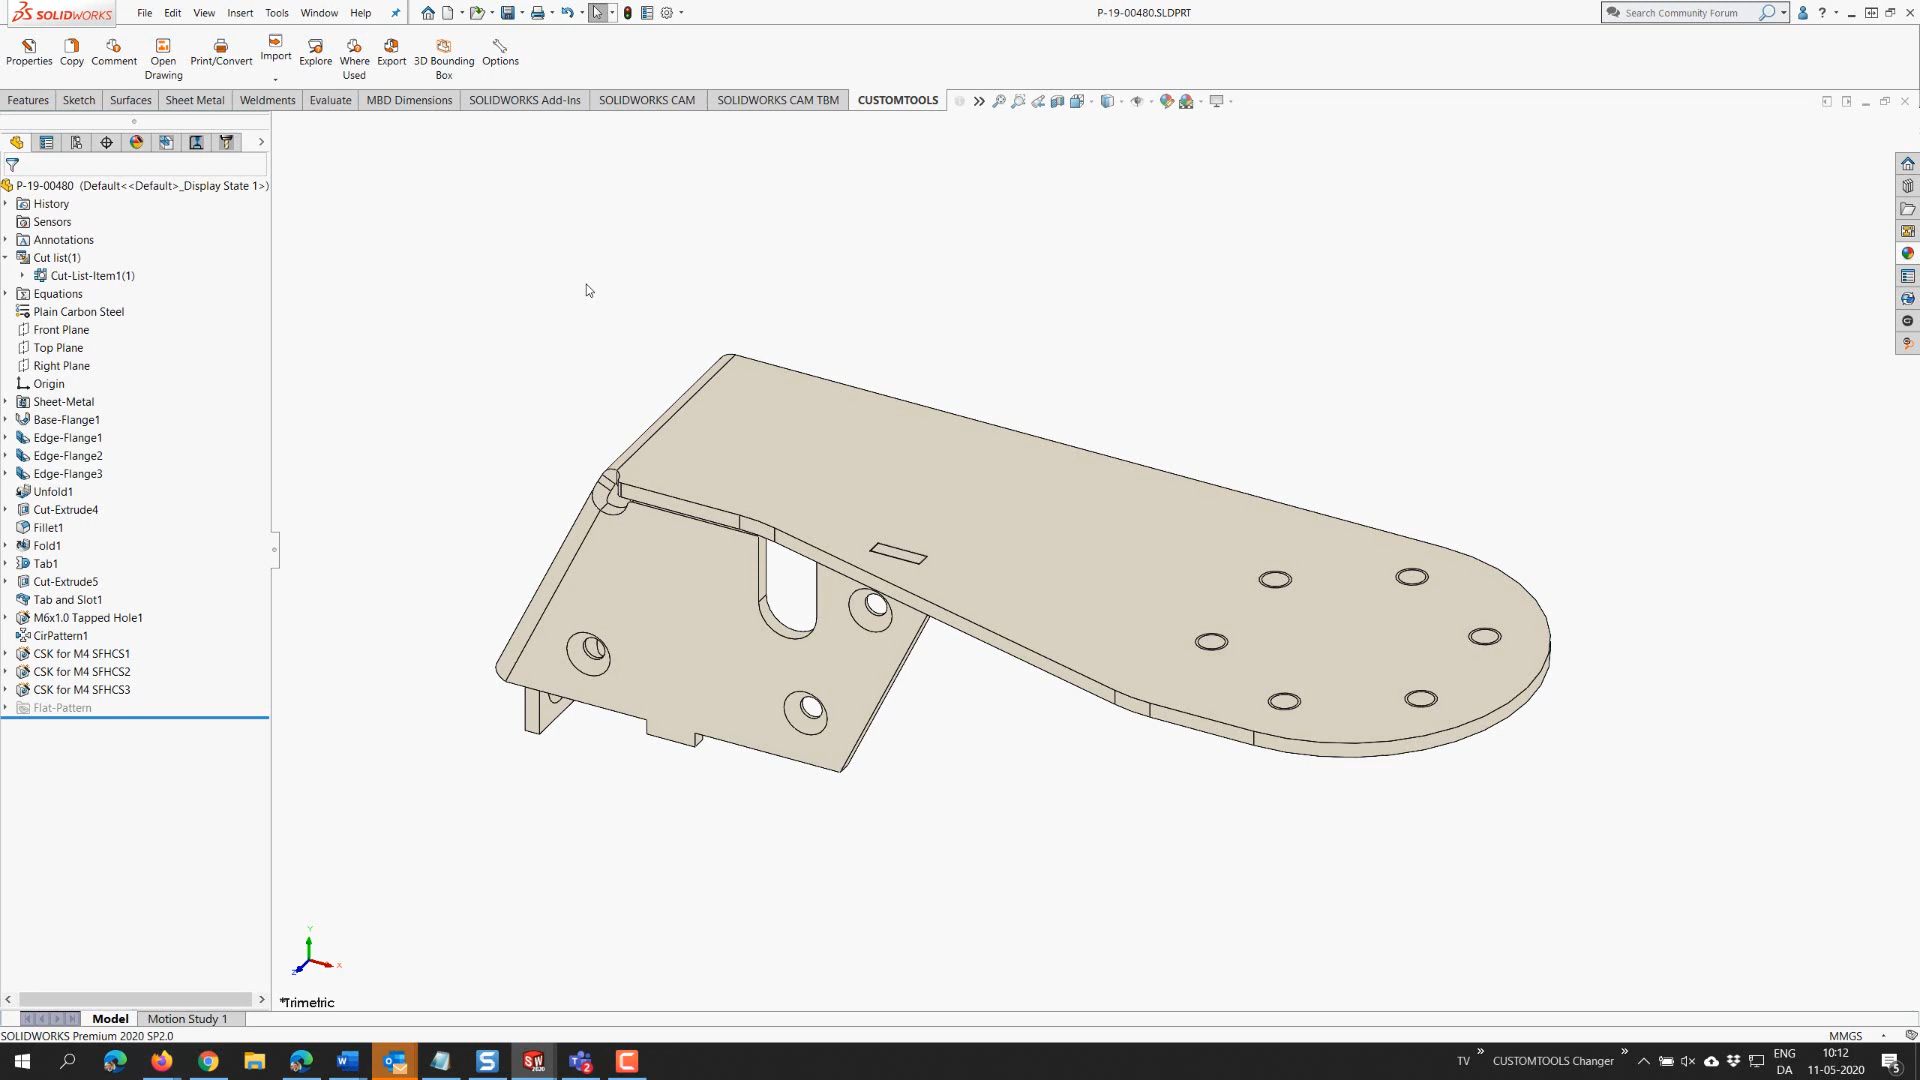 SOLIDWORKS
File Edit View Insert Tools Window Help
P-19-00480.SLDPRT
Search Community Forum
?
Properties Copy Comment Open Drawing Print/Convert Import Explore Where Used Export 3D Bounding Box Options
Features Sketch Surfaces Sheet Metal Weldments Evaluate MBD Dimensions SOLIDWORKS Add-Ins SOLIDWORKS CAM SOLIDWORKS CAM TBM CUSTOMTOOLS
P-19-00480 (Default<<Default>_Display State 1>)
History
Sensors
Annotations
Cut list(1)
Cut-List-Item1(1)
Equations
Plain Carbon Steel
Front Plane
Top Plane
Right Plane
Origin
Sheet-Metal
Base-Flange1
Edge-Flange1
Edge-Flange2
Edge-Flange3
Unfold1
Cut-Extrude4
Fillet1
Fold1
Tab1
Cut-Extrude5
Tab and Slot1
M6x1.0 Tapped Hole1
CirPattern1
CSK for M4 SFHCS1
CSK for M4 SFHCS2
CSK for M4 SFHCS3
Flat-Pattern
Y
X
Z
*Trimetric
Model Motion Study 1
SOLIDWORKS Premium 2020 SP2.0
MMGS
TV CUSTOMTOOLS Changer
ENG
DA
10:12
11-05-2020
5